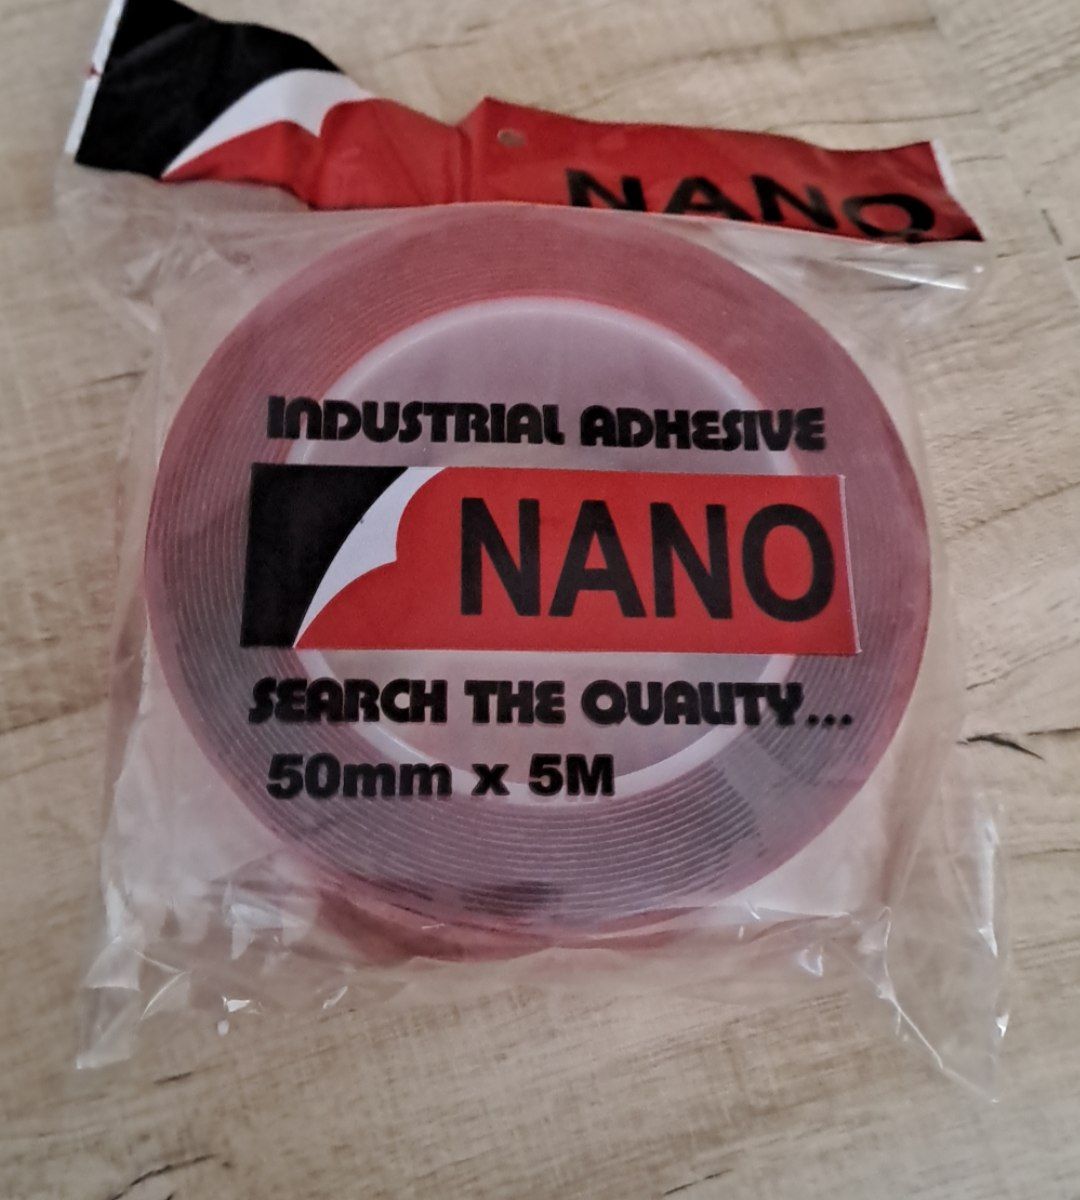 NANO
INDUSTRIAL ADHESIVE
NANO
SEARCH THE QUALITY...
50mm x 5M